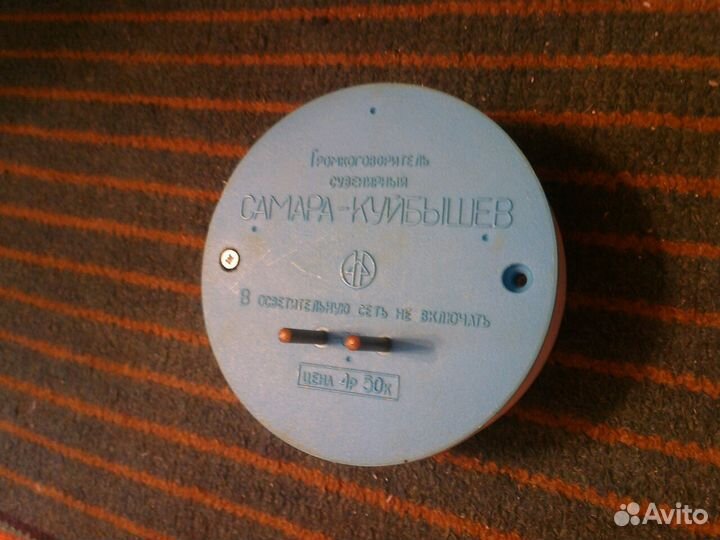 Громкоговоритель
сувенирный
САМАРА-КУЙБЫШЕВ
В ОСВЕТИТЕЛЬНУЮ СЕТЬ НЕ ВКЛЮЧАТЬ
ЦЕНА 4р 50к
Avito